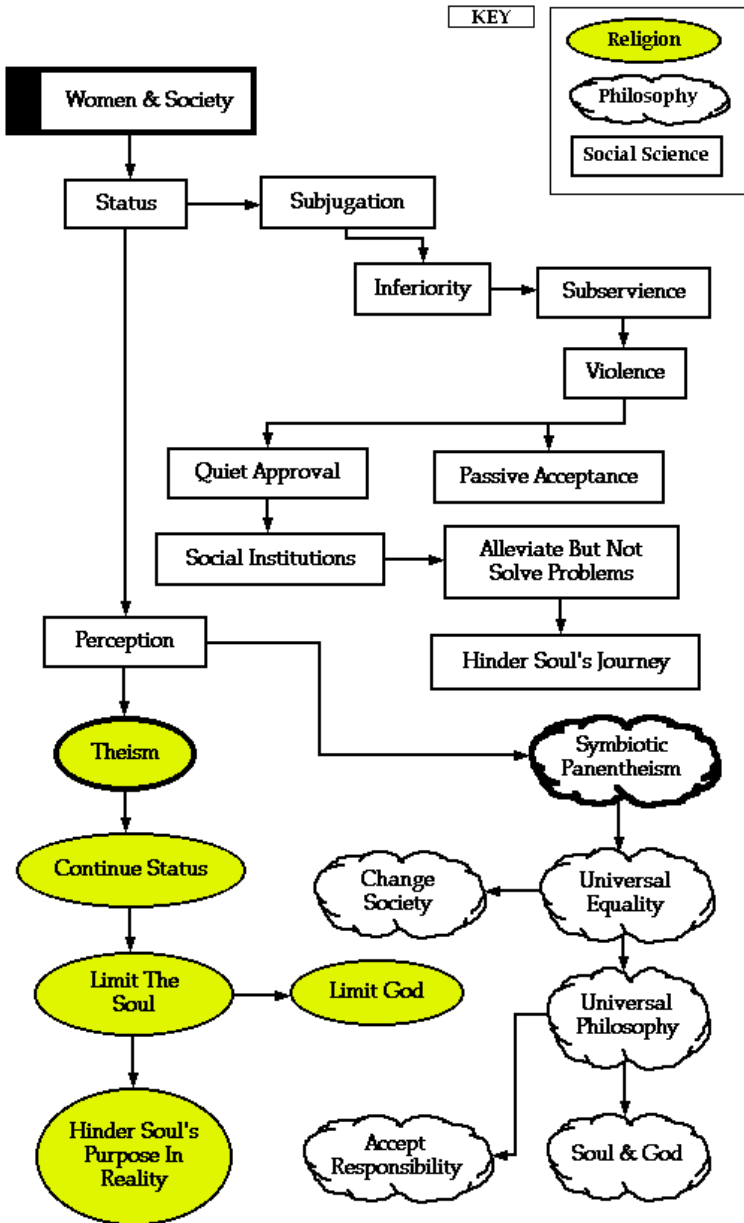 KEY
Religion
Philosophy
Social Science
Women & Society
Status
Subjugation
Inferiority
Subservience
Violence
Quiet Approval
Passive Acceptance
Social Institutions
Alleviate But Not
Solve Problems
Perception
Hinder Soul's Journey
Theism
Symbiotic
Panentheism
Continue Status
Change
Society
Universal
Equality
Limit The
Soul
Limit God
Universal
Philosophy
Hinder Soul's
Purpose In
Reality
Accept
Responsibility
Soul & God